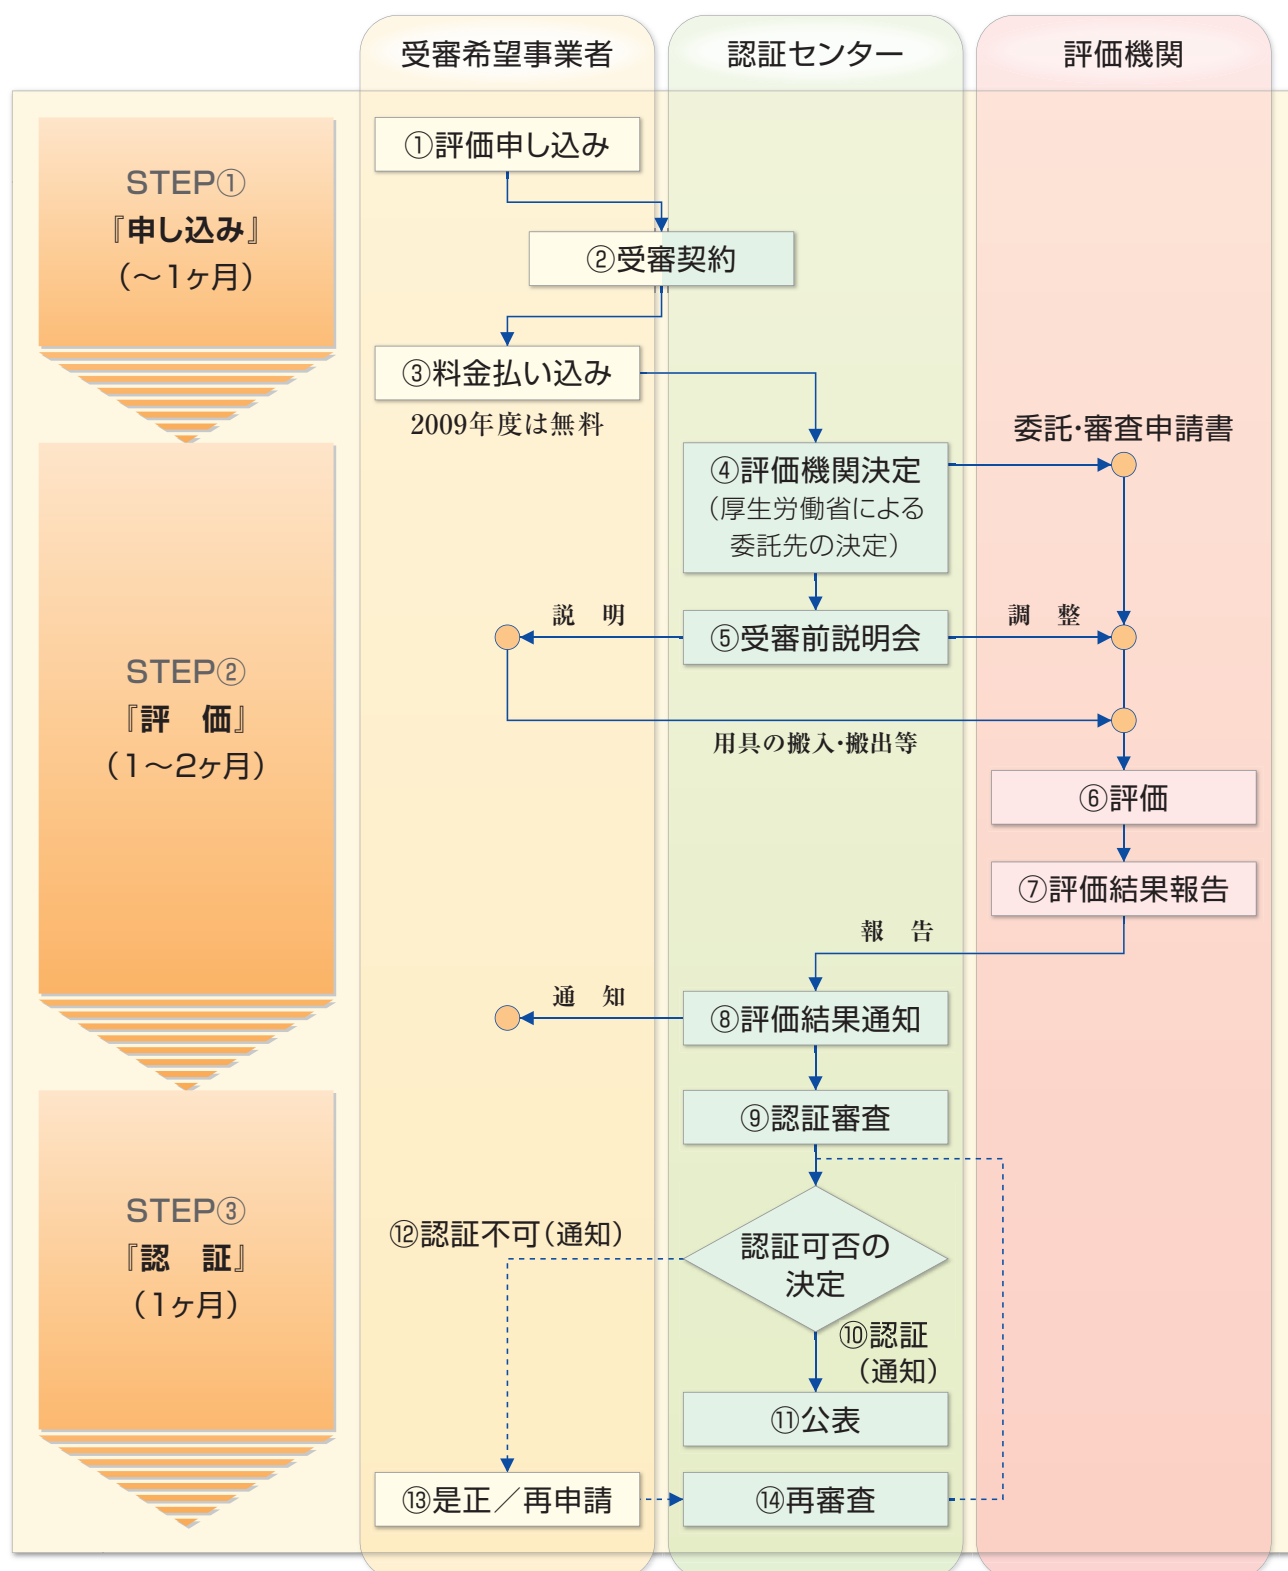 受審希望事業者
認証センター
評価機関
STEP①
『申し込み』
（～1ヶ月）
①評価申し込み
②受審契約
③料金払い込み
2009年度は無料
STEP②
『評　価』
（1～2ヶ月）
委託・審査申請書
④評価機関決定
（厚生労働省による
委託先の決定）
説　明
⑤受審前説明会
調　整
用具の搬入・搬出等
⑥評価
⑦評価結果報告
報　告
通　知
⑧評価結果通知
STEP③
『認　証』
（1ヶ月）
⑨認証審査
⑫認証不可（通知）
認証可否の
決定
⑩認証
（通知）
⑪公表
⑬是正／再申請
⑭再審査